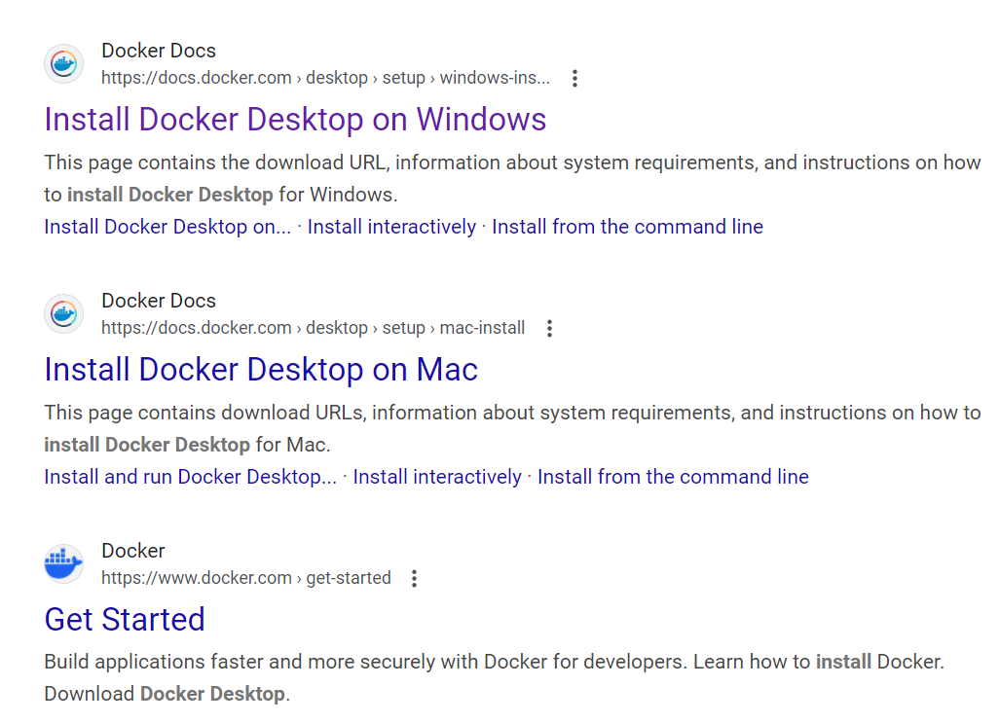 Docker Docs
https://docs.docker.com › desktop › setup › windows-ins...
Install Docker Desktop on Windows
This page contains the download URL, information about system requirements, and instructions on how
to install Docker Desktop for Windows.
Install Docker Desktop on... · Install interactively · Install from the command line
Docker Docs
https://docs.docker.com › desktop › setup › mac-install
Install Docker Desktop on Mac
This page contains download URLs, information about system requirements, and instructions on how to
install Docker Desktop for Mac.
Install and run Docker Desktop... · Install interactively · Install from the command line
Docker
https://www.docker.com › get-started
Get Started
Build applications faster and more securely with Docker for developers. Learn how to install Docker.
Download Docker Desktop.